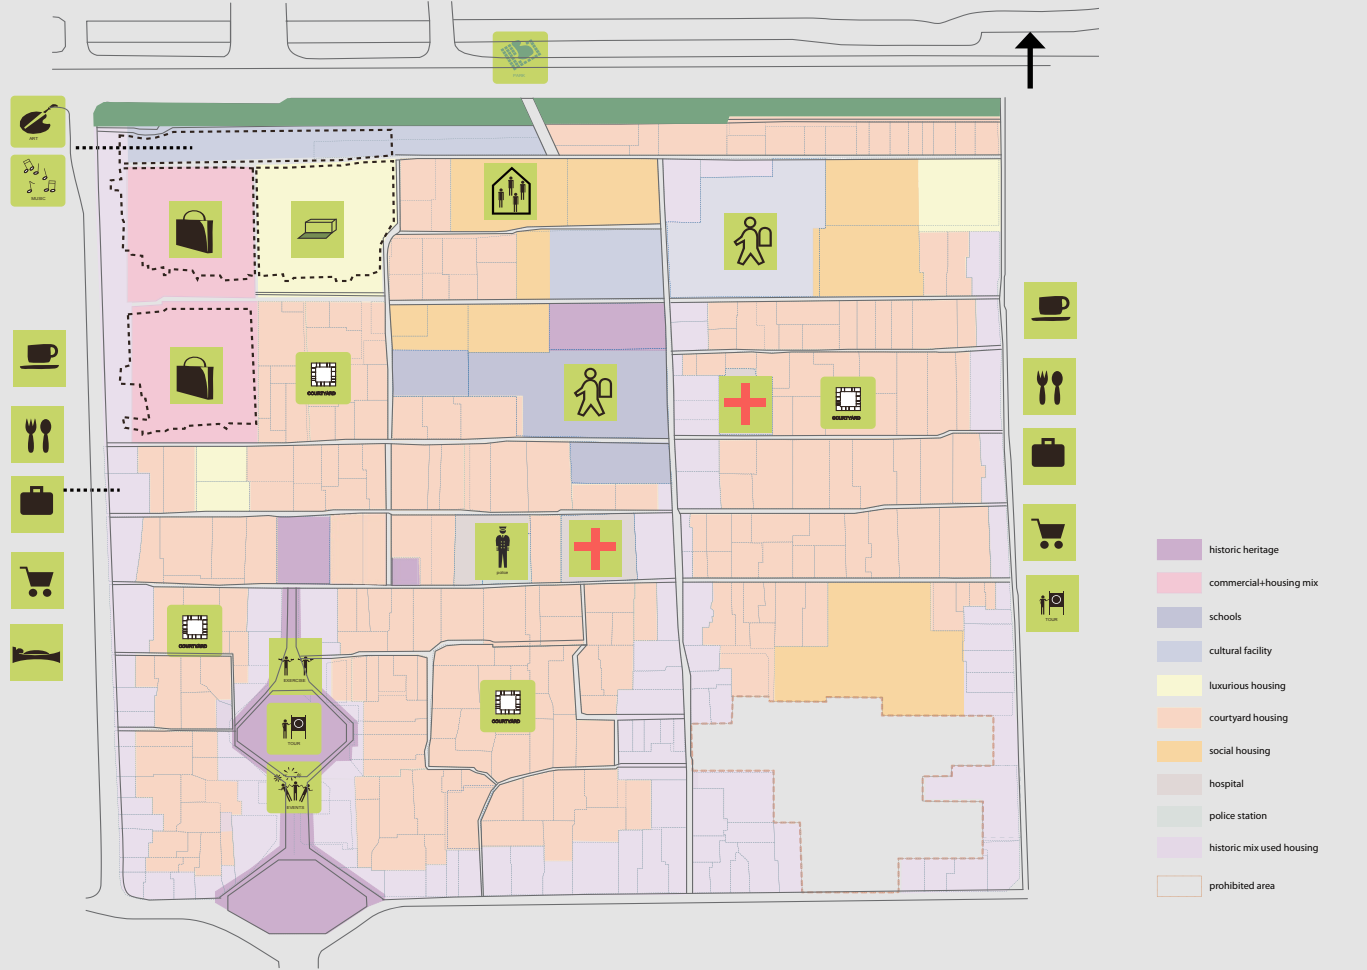 ART
MUSIC
COURTYARD
COURTYARD
police
COURTYARD
EXERCISE
COURTYARD
TOUR
EVENTS
TOUR
historic heritage
commercial+housing mix
schools
cultural facility
luxurious housing
courtyard housing
social housing
hospital
police station
historic mix used housing
prohibited area